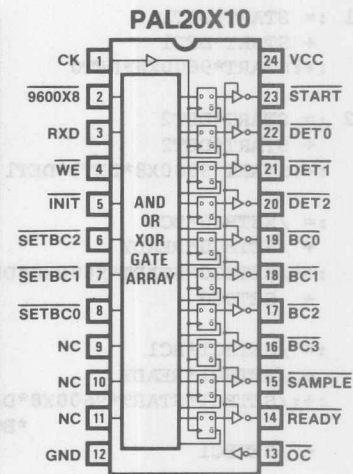 PAL20X10
CK 1 24 VCC
9600X8 2 23 START
RXD 3 22 DET0
WE 4 21 DET1
INIT 5 20 DET2
SETBC2 6 19 BC0
SETBC1 7 18 BC1
SETBC0 8 17 BC2
NC 9 16 BC3
NC 10 15 SAMPLE
NC 11 14 READY
GND 12 13 OC
AND
OR
XOR
GATE
ARRAY